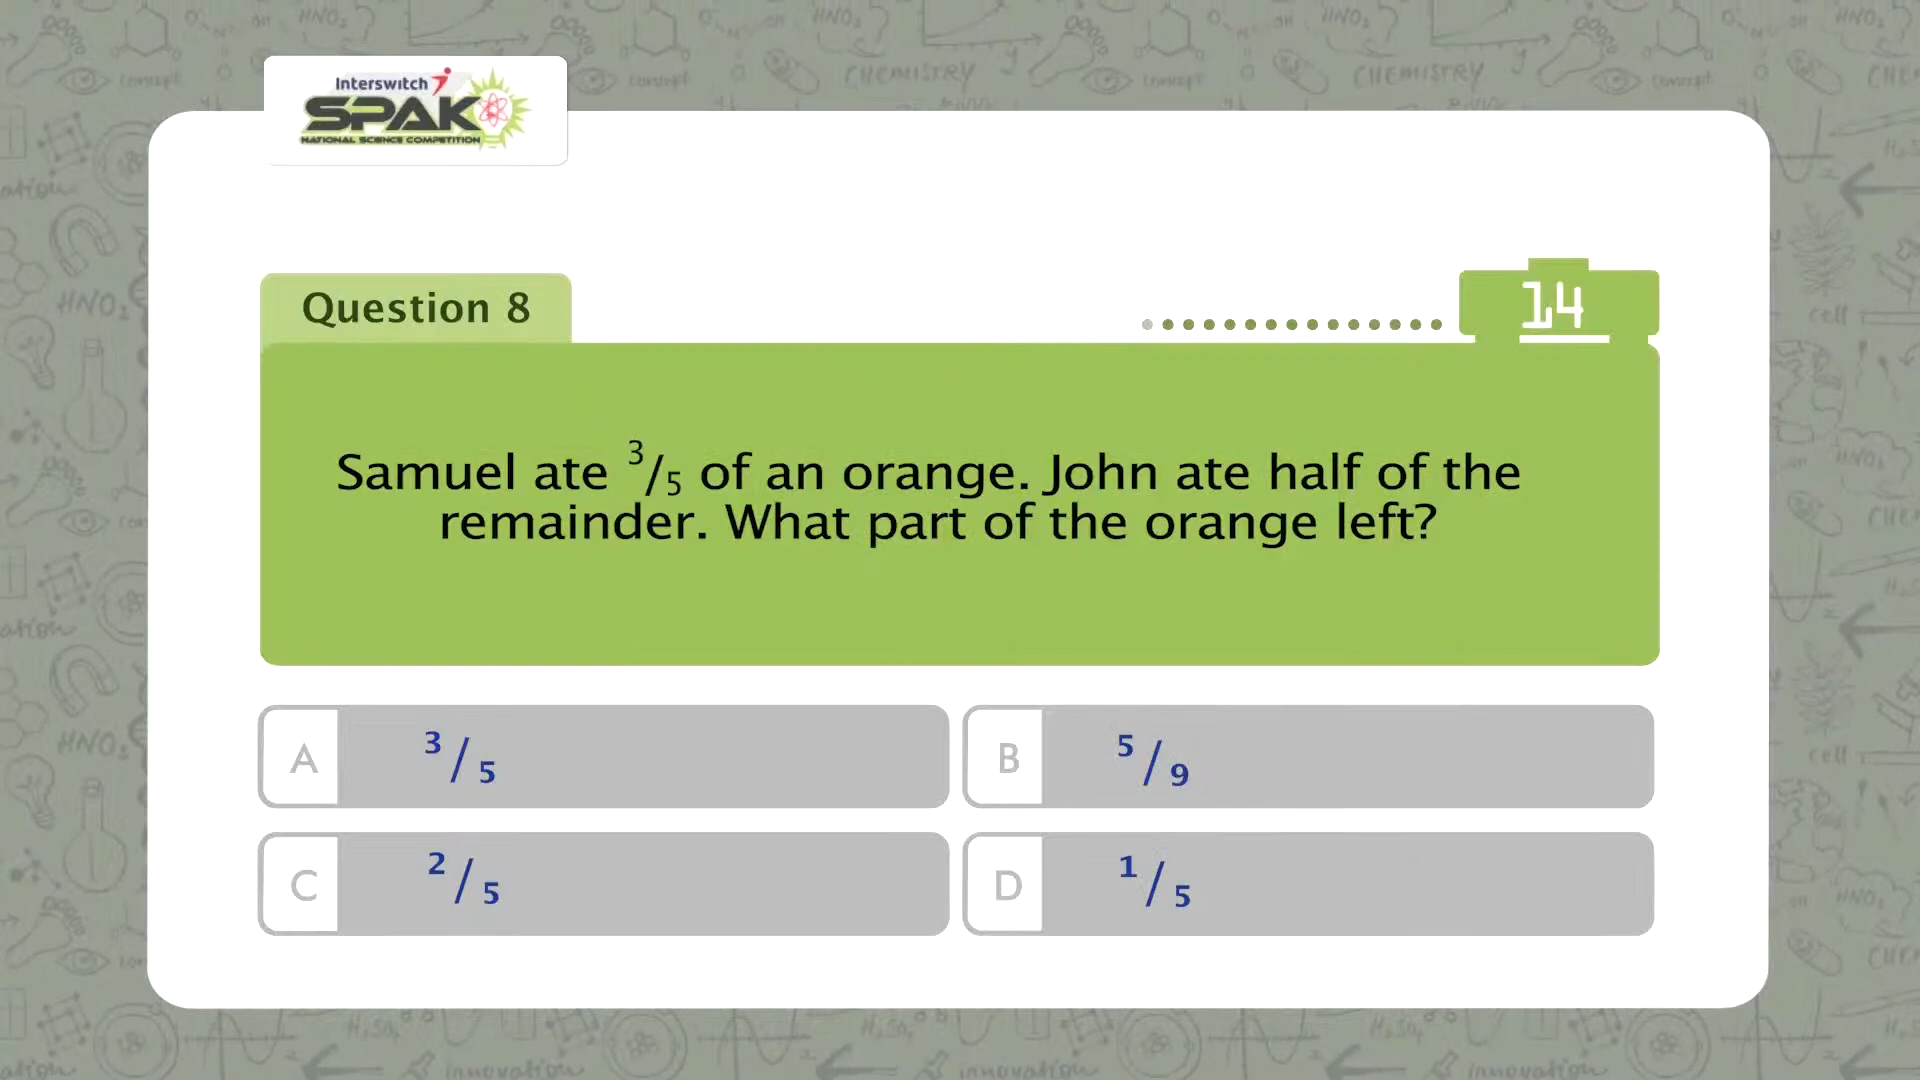 Interswitch
SPAK
NATIONAL SCIENCE COMPETITION
Question 8
14
Samuel ate 3/5 of an orange. John ate half of the
remainder. What part of the orange left?
A 3/5
B 5/9
C 2/5
D 1/5